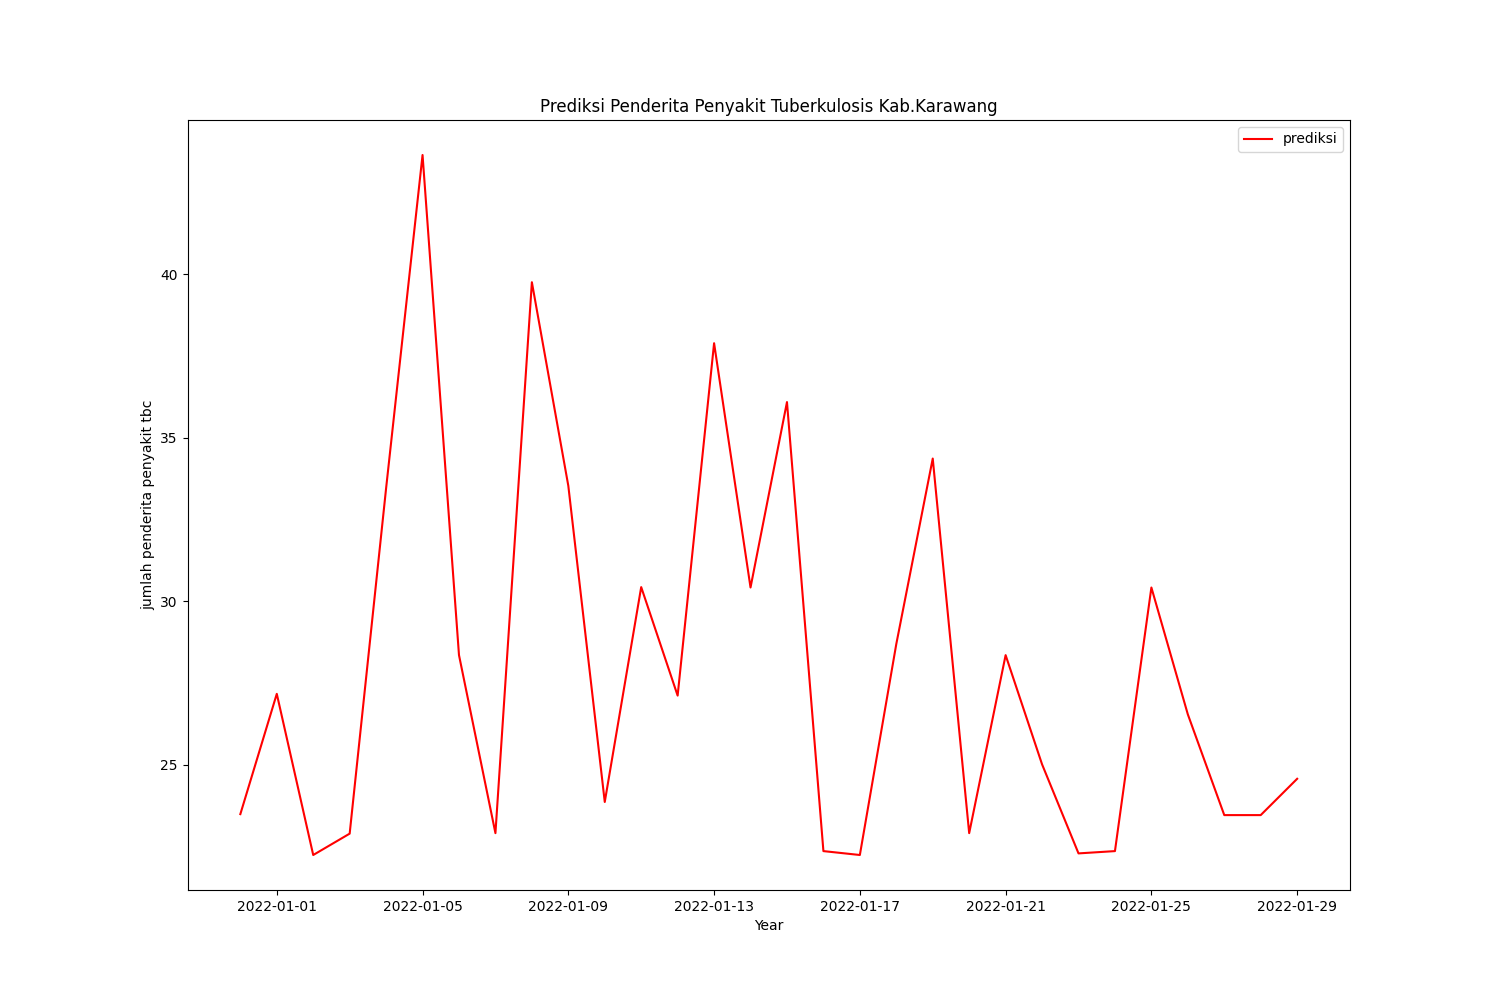 Prediksi Penderita Penyakit Tuberkulosis Kab.Karawang
prediksi
jumlah penderita penyakit tbc
40
35
30
25
2022-01-01 2022-01-05 2022-01-09 2022-01-13 2022-01-17 2022-01-21 2022-01-25 2022-01-29
Year